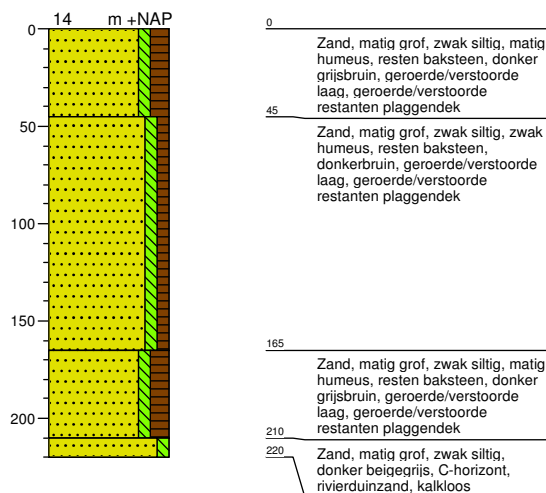 14 m +NAP
0
50
100
150
200
0
Zand, matig grof, zwak siltig, matig
humeus, resten baksteen, donker
grijsbruin, geroerde/verstoorde
laag, geroerde/verstoorde
restanten plaggendek
45
Zand, matig grof, zwak siltig, zwak
humeus, resten baksteen,
donkerbruin, geroerde/verstoorde
laag, geroerde/verstoorde
restanten plaggendek
165
Zand, matig grof, zwak siltig, matig
humeus, resten baksteen, donker
grijsbruin, geroerde/verstoorde
laag, geroerde/verstoorde
restanten plaggendek
210
220
Zand, matig grof, zwak siltig,
donker beigegrijs, C-horizont,
rivierduinzand, kalkloos